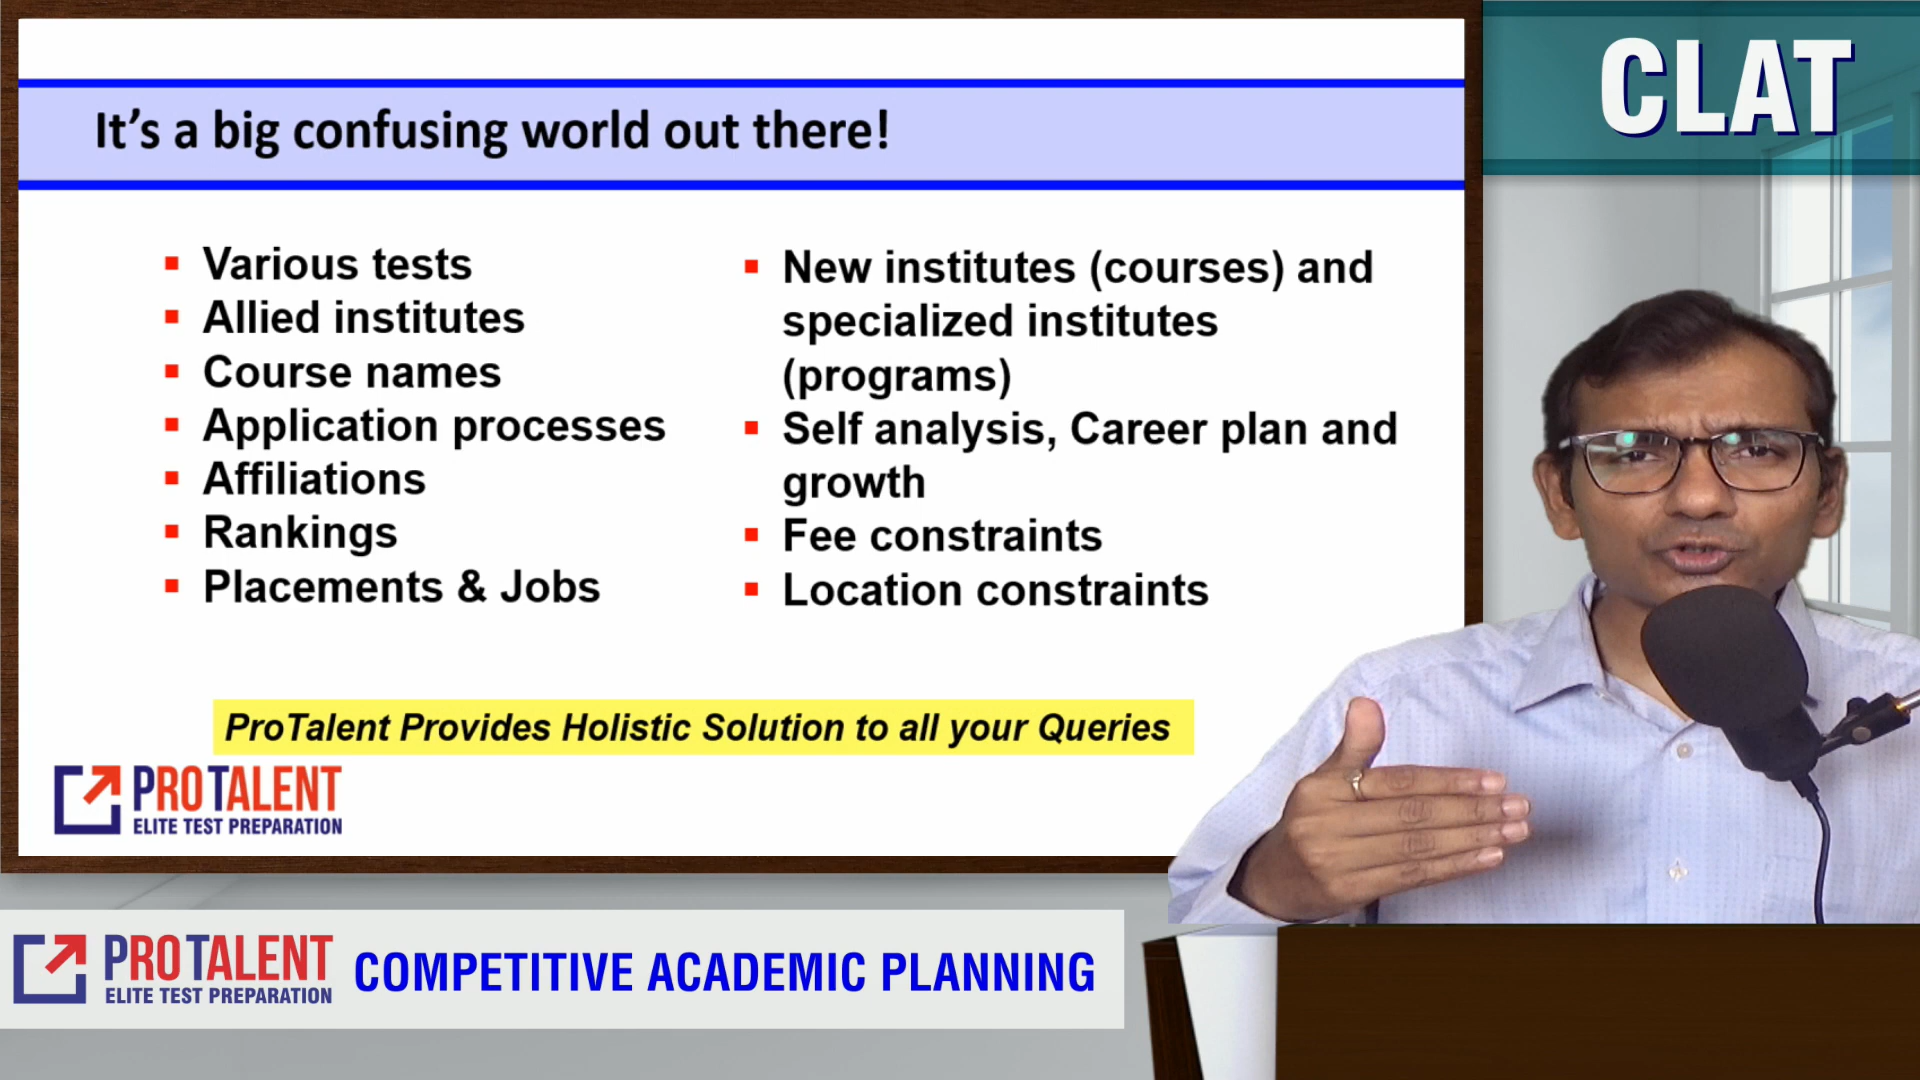 CLAT
It's a big confusing world out there!
Various tests
Allied institutes
Course names
Application processes
Affiliations
Rankings
Placements & Jobs
New institutes (courses) and
specialized institutes
(programs)
Self analysis, Career plan and
growth
Fee constraints
Location constraints
ProTalent Provides Holistic Solution to all your Queries
PROTALENT
ELITE TEST PREPARATION
PROTALENT
ELITE TEST PREPARATION
COMPETITIVE ACADEMIC PLANNING